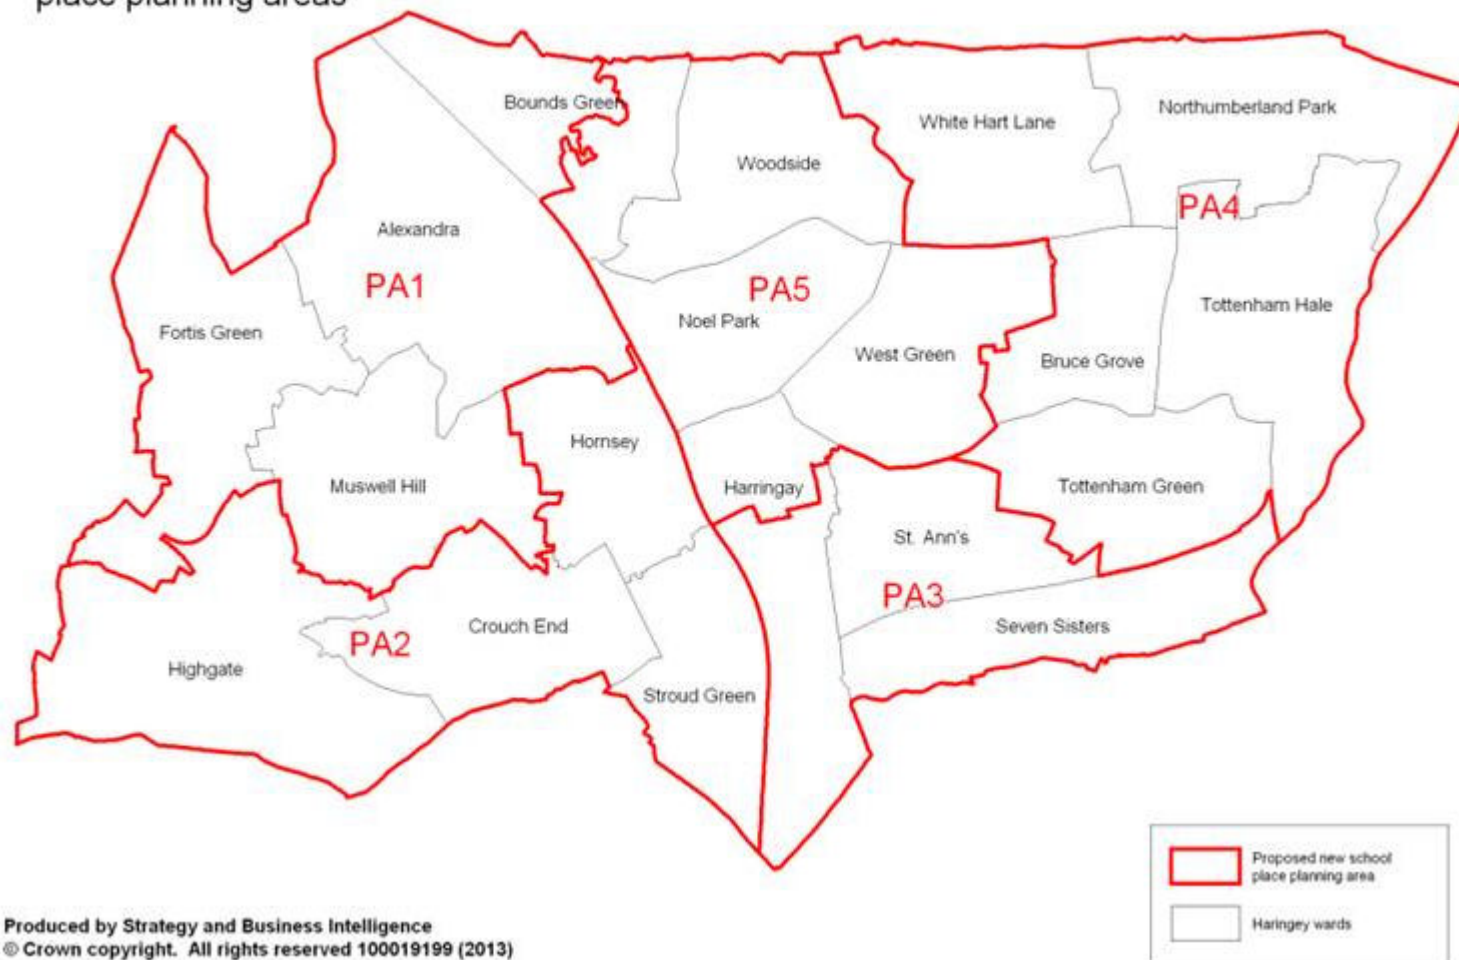 place planning areas
Bounds Green
Northumberland Park
White Hart Lane
Woodside
PA4
Alexandra
PA1
PA5
Tottenham Hale
Noel Park
Fortis Green
West Green
Bruce Grove
Hornsey
Muswell Hill
Harringay
Tottenham Green
St. Ann's
PA3
Crouch End
Seven Sisters
PA2
Highgate
Stroud Green
Proposed new school
place planning area
Haringey wards
Produced by Strategy and Business Intelligence
© Crown copyright. All rights reserved 100019199 (2013)